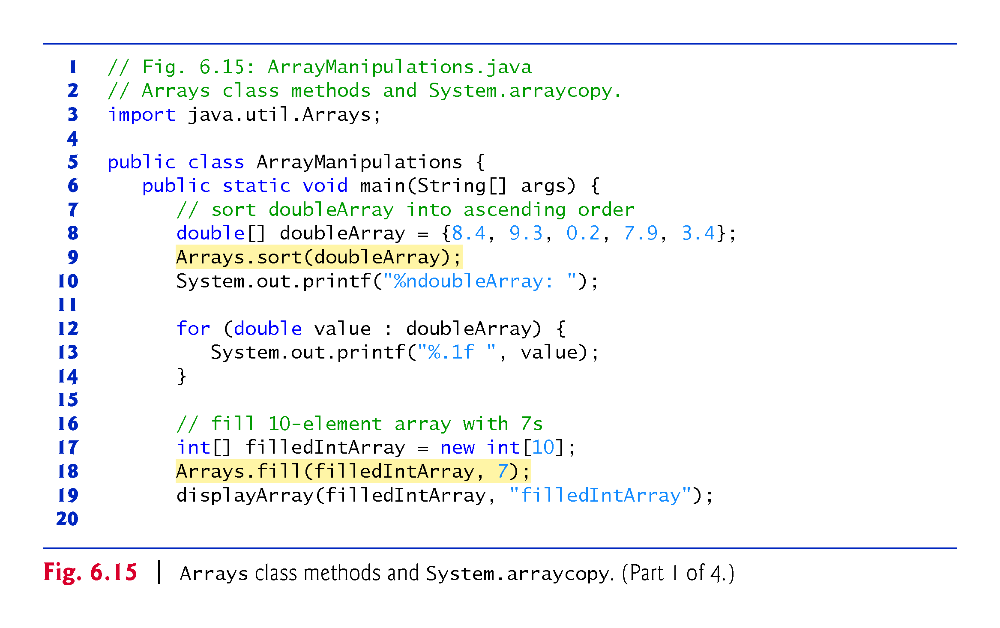 1 // Fig. 6.15: ArrayManipulations.java
2 // Arrays class methods and System.arraycopy.
3 import java.util.Arrays;
4
5 public class ArrayManipulations {
6    public static void main(String[] args) {
7       // sort doubleArray into ascending order
8       double[] doubleArray = {8.4, 9.3, 0.2, 7.9, 3.4};
9       Arrays.sort(doubleArray);
10       System.out.printf("%ndoubleArray: ");
11
12       for (double value : doubleArray) {
13          System.out.printf("%.1f ", value);
14       }
15
16       // fill 10-element array with 7s
17       int[] filledIntArray = new int[10];
18       Arrays.fill(filledIntArray, 7);
19       displayArray(filledIntArray, "filledIntArray");
20
Fig. 6.15 | Arrays class methods and System.arraycopy. (Part 1 of 4.)